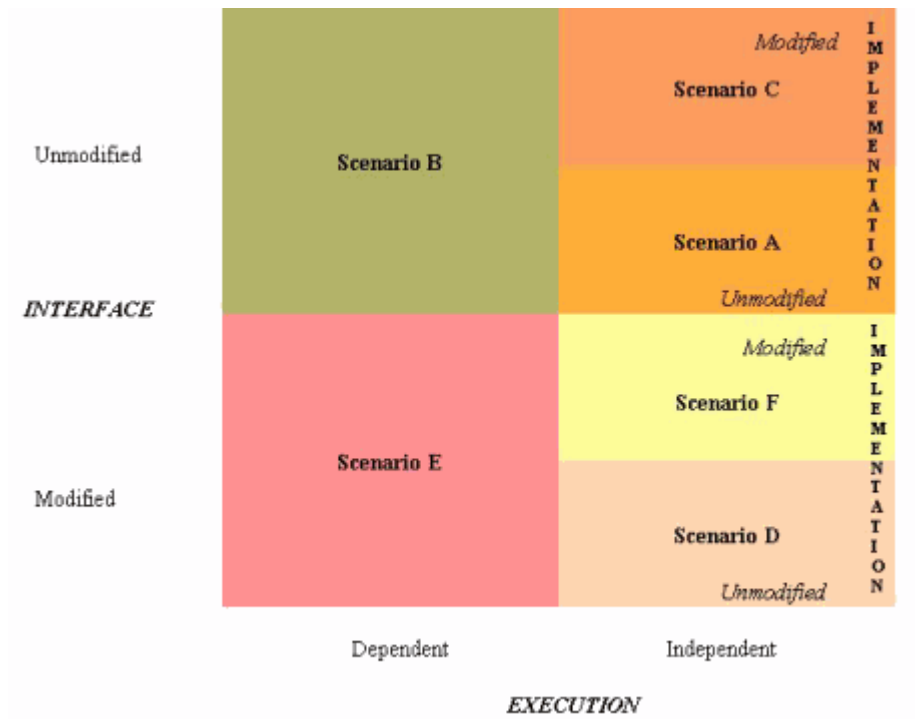 Modified
Scenario C
IMPLEMENTATION
Unmodified
Scenario B
Scenario A
Unmodified
INTERFACE
Modified
IMPLEMENTATION
Scenario F
Scenario E
Modified
Scenario D
Unmodified
Dependent
Independent
EXECUTION